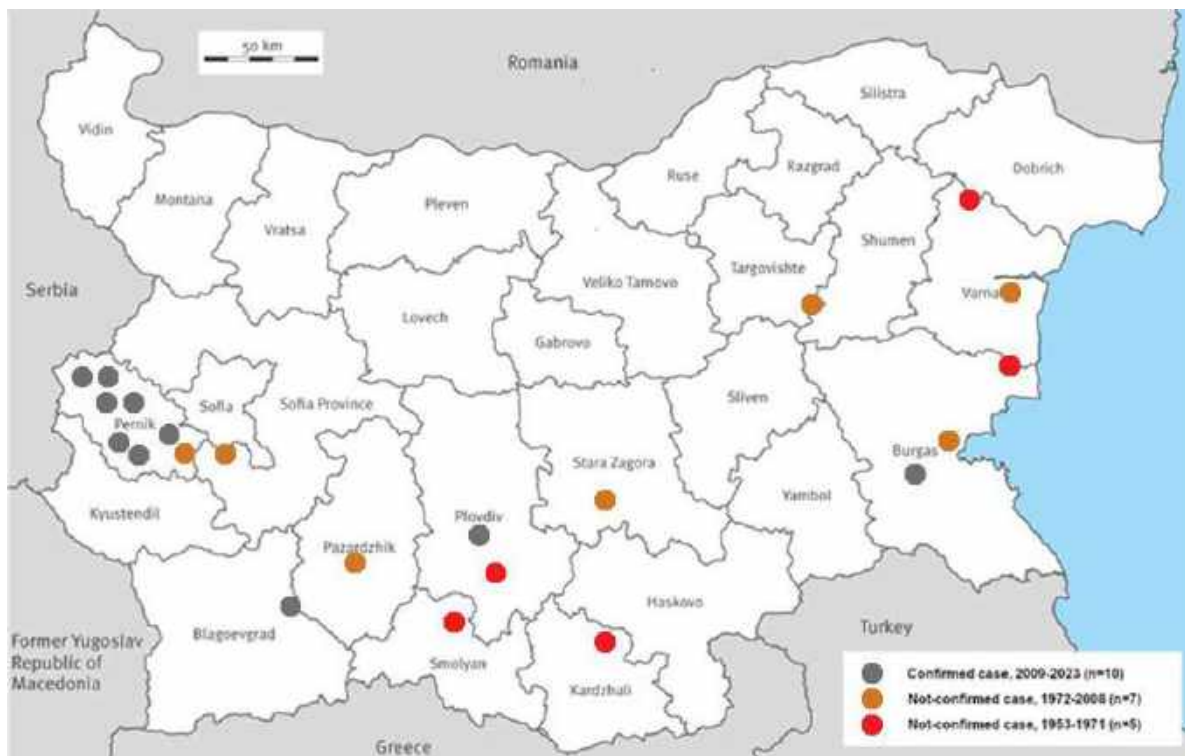 50 km
Romania
Silistra
Vidin
Dobrich
Razgrad
Ruse
Montana
Pleven
Vratsa
Shumen
Targovishte
Serbia
Veliko Tarnovo
Varna
Lovech
Gabrovo
Sofia
Sofia Province
Sliven
Pernik
Burgas
Stara Zagora
Yambol
Kyustendil
Plovdiv
Pazardzhik
Haskovo
Blagoevgrad
Turkey
Former Yugoslav
Republic of
Macedonia
Smolyan
Kardzhali
Greece
Confirmed case, 2009-2023 (n=10)
Not-confirmed case, 1972-2008 (n=7)
Not-confirmed case, 1953-1971 (n=5)